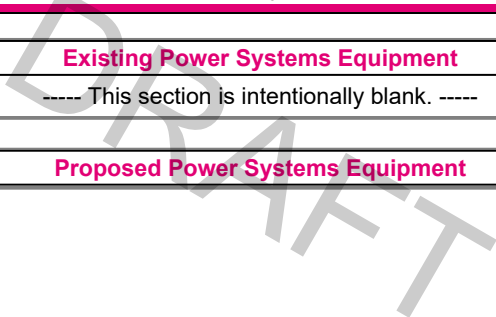 Existing Power Systems Equipment
----- This section is intentionally blank. -----
Proposed Power Systems Equipment
DRAFT